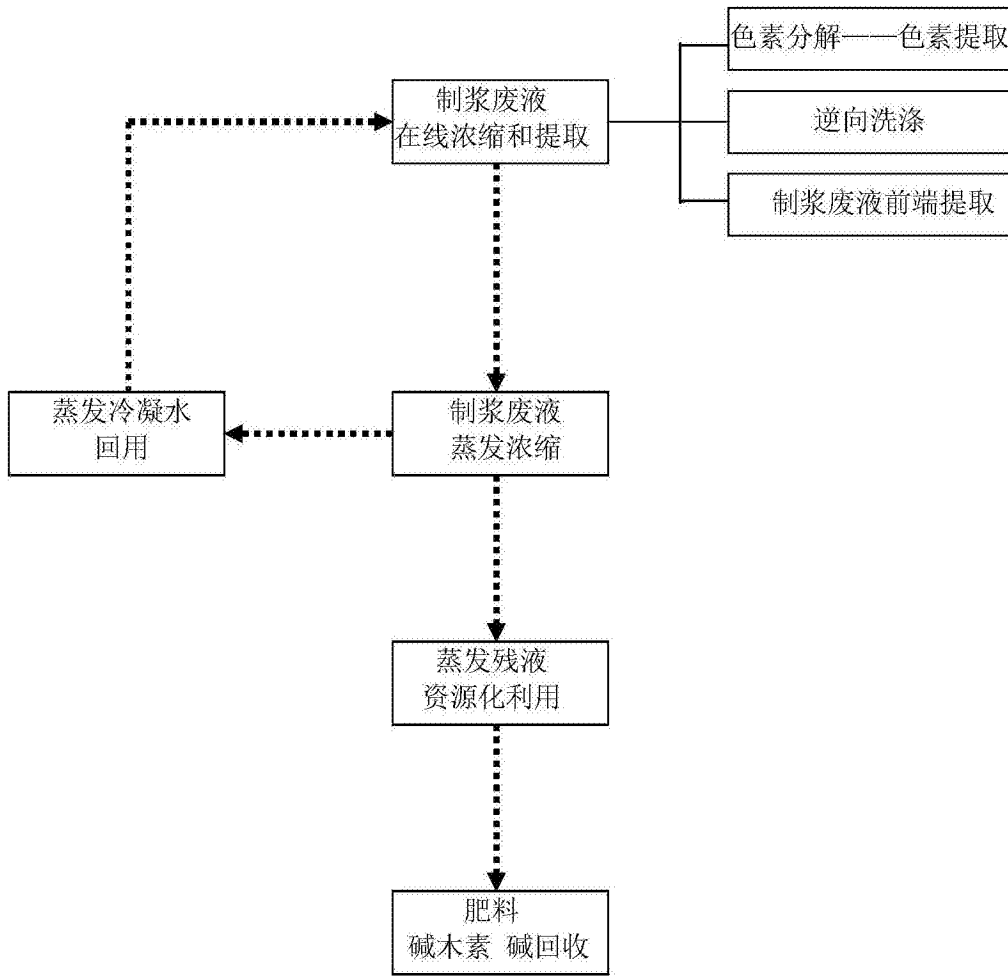 色素分解——色素提取
制浆废液
在线浓缩和提取
逆向洗涤
制浆废液前端提取
蒸发冷凝水
回用
制浆废液
蒸发浓缩
蒸发残液
资源化利用
肥料
碱木素 碱回收